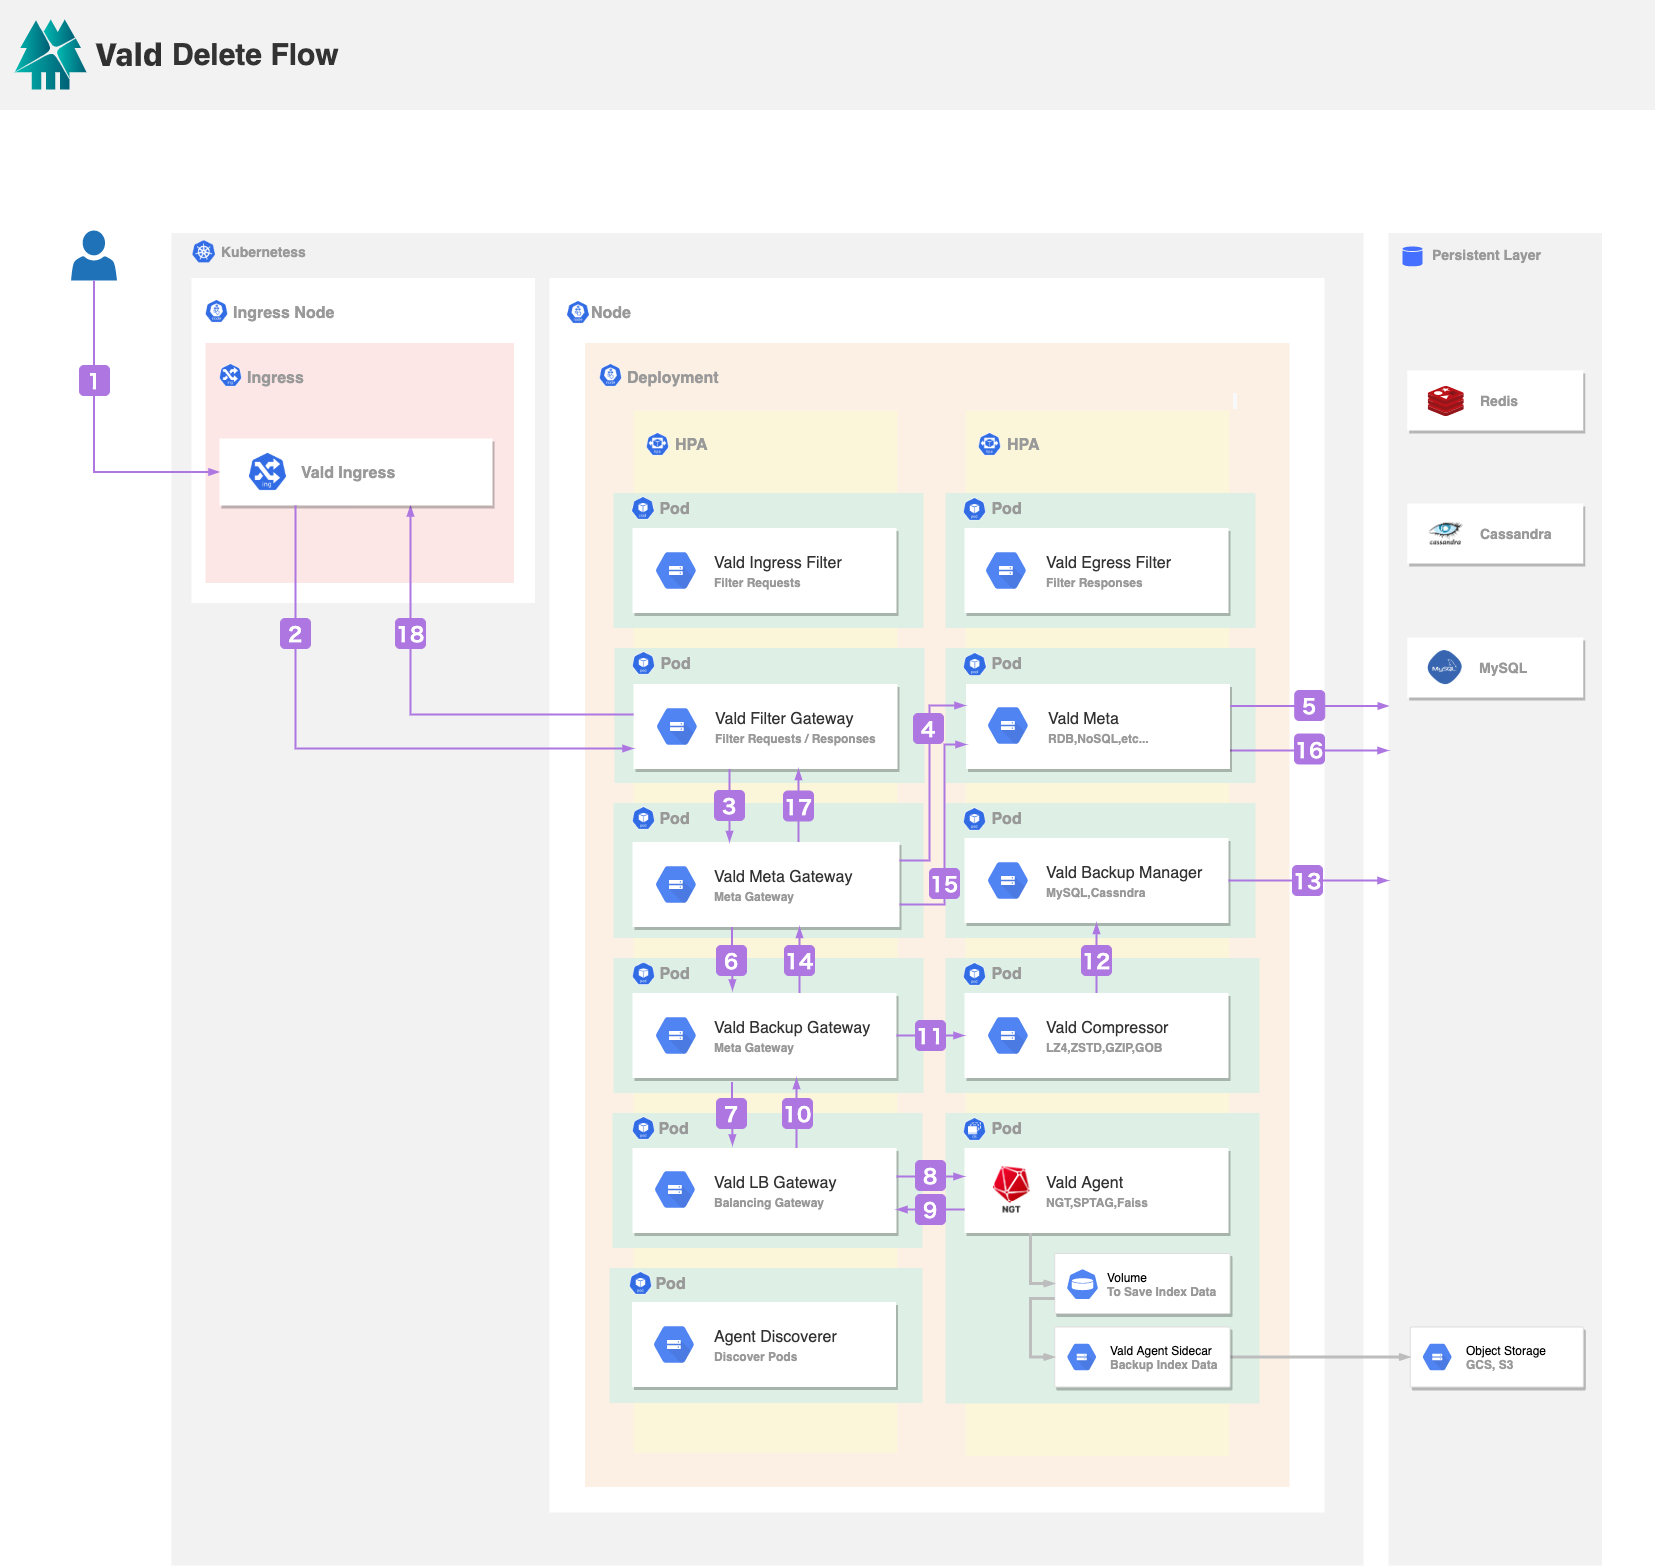 Vald Delete Flow
Kubernetess
Persistent Layer
Ingress Node
Node
Ingress
Deployment
1
Redis
HPA
HPA
Vald Ingress
ing
Pod
Pod
Cassandra
cassandra
Vald Ingress Filter
Filter Requests
Vald Egress Filter
Filter Responses
2
18
Pod
Pod
MySQL
MySQL
Vald Filter Gateway
Filter Requests / Responses
4
Vald Meta
RDB,NoSQL,etc...
5
16
3
17
Pod
Pod
Vald Meta Gateway
Meta Gateway
15
Vald Backup Manager
MySQL,Cassndra
13
6
14
12
Pod
Pod
Vald Backup Gateway
Meta Gateway
11
Vald Compressor
LZ4,ZSTD,GZIP,GOB
7
10
Pod
Pod
Vald LB Gateway
Balancing Gateway
8
9
NGT
Vald Agent
NGT,SPTAG,Faiss
Pod
Volume
To Save Index Data
Agent Discoverer
Discover Pods
Vald Agent Sidecar
Backup Index Data
Object Storage
GCS, S3